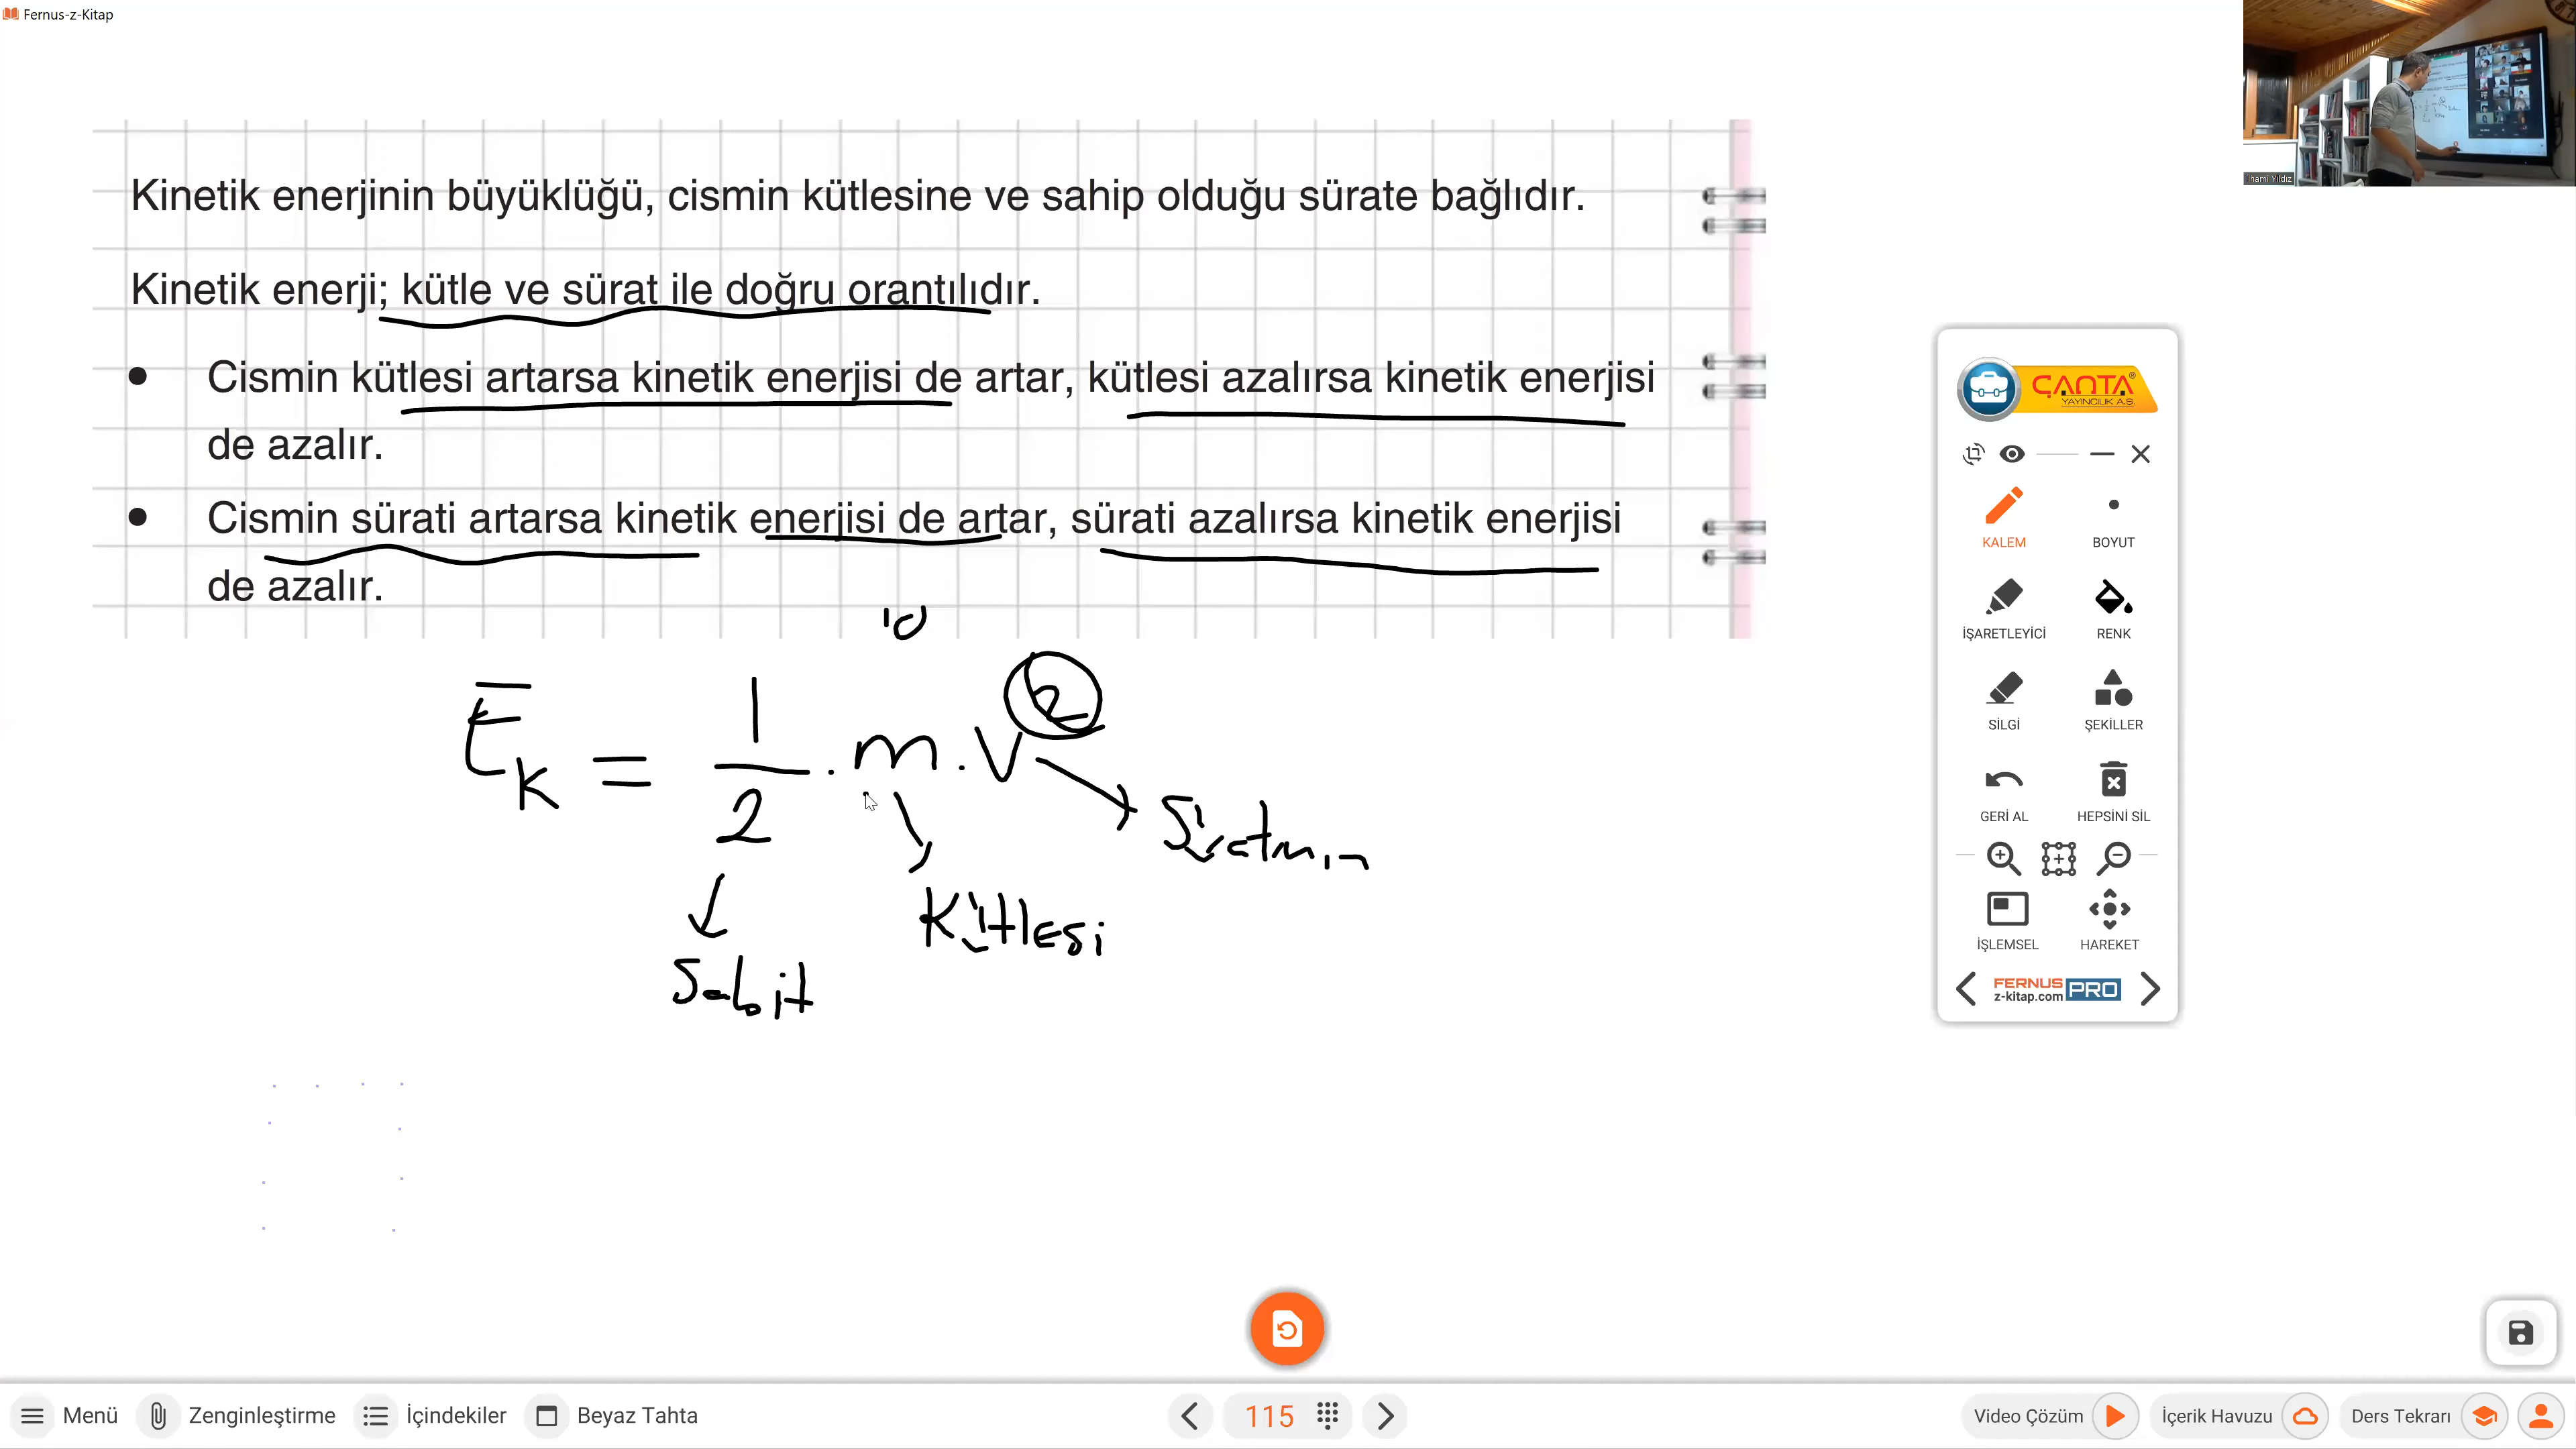 Fernus-z-Kitap
İhami Yıldız
Kinetik enerjinin büyüklüğü, cismin kütlesine ve sahip olduğu sürate bağlıdır.
Kinetik enerji; kütle ve sürat ile doğru orantılıdır.
• Cismin kütlesi artarsa kinetik enerjisi de artar, kütlesi azalırsa kinetik enerjisi
de azalır.
• Cismin sürati artarsa kinetik enerjisi de artar, sürati azalırsa kinetik enerjisi
de azalır.
10
E_K = 1/2 . m . V²
Kütlesi
Sabit
ÇANTA
YAYINCILIK A.Ş.
KALEM
BOYUT
İŞARETLEYİCİ
RENK
SİLGİ
ŞEKİLLER
GERİ AL
HEPSİNİ SİL
İŞLEMSEL
HAREKET
FERNUS
z-kitap.com PRO
Menü
Zenginleştirme
İçindekiler
Beyaz Tahta
115
Video Çözüm
İçerik Havuzu
Ders Tekrarı